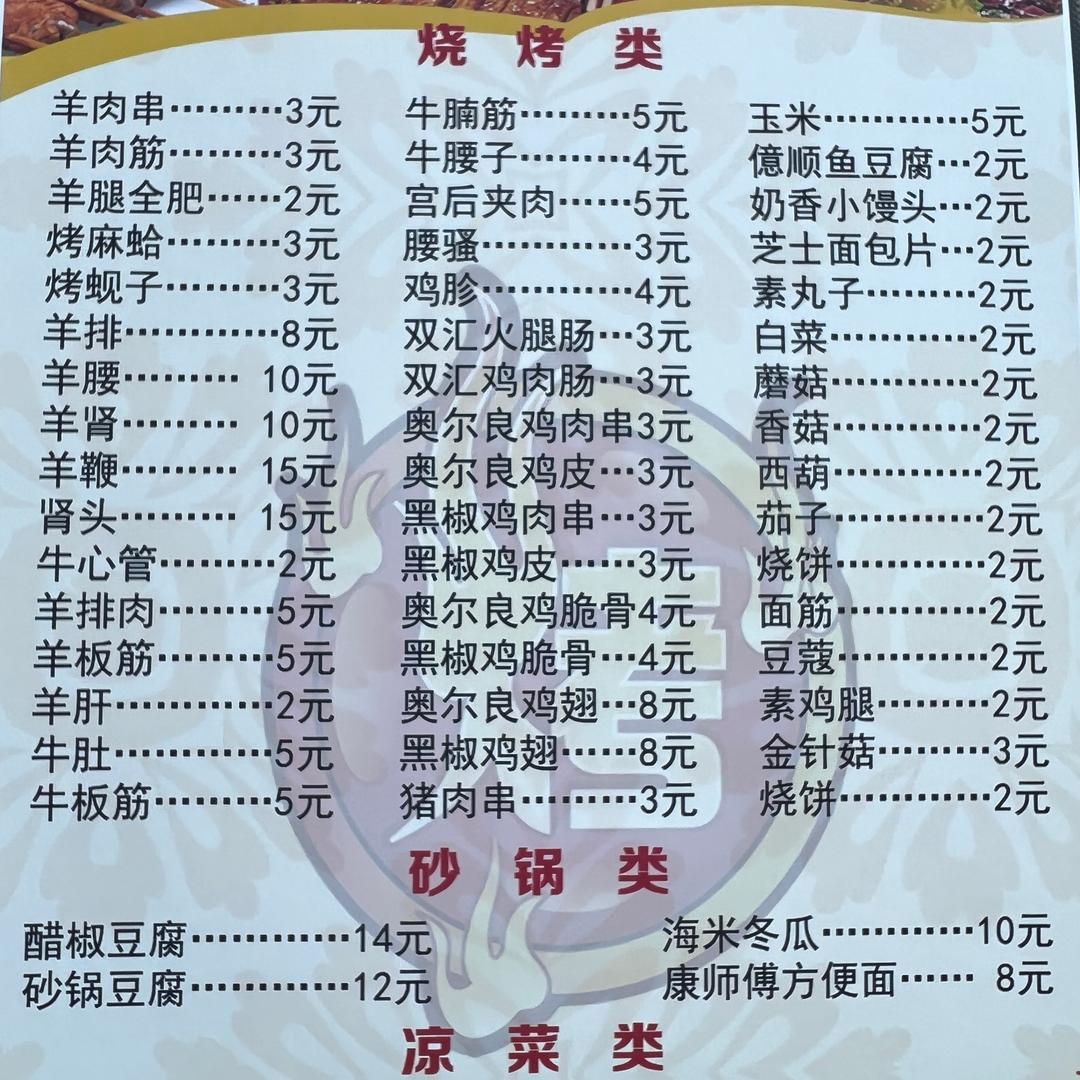 烧烤类
羊肉串………3元
羊肉筋………3元
羊腿全肥……2元
烤麻蛤………3元
烤蚬子………3元
羊排…………8元
羊腰……… 10元
羊肾……… 10元
羊鞭……… 15元
肾头……… 15元
牛心管………2元
羊排肉………5元
羊板筋………5元
羊肝…………2元
牛肚…………5元
牛板筋………5元
牛腩筋………5元
牛腰子………4元
宫后夹肉……5元
腰骚…………3元
鸡胗…………4元
双汇火腿肠…3元
双汇鸡肉肠…3元
奥尔良鸡肉串3元
奥尔良鸡皮…3元
黑椒鸡肉串…3元
黑椒鸡皮……3元
奥尔良鸡脆骨4元
黑椒鸡脆骨…4元
奥尔良鸡翅…8元
黑椒鸡翅……8元
猪肉串………3元
玉米…………5元
億顺鱼豆腐…2元
奶香小馒头…2元
芝士面包片…2元
素丸子………2元
白菜…………2元
蘑菇…………2元
香菇…………2元
西葫…………2元
茄子…………2元
烧饼…………2元
面筋…………2元
豆蔻…………2元
素鸡腿………2元
金针菇………3元
烧饼…………2元
砂锅类
醋椒豆腐…………14元
砂锅豆腐…………12元
海米冬瓜…………10元
康师傅方便面…… 8元
凉菜类
烤